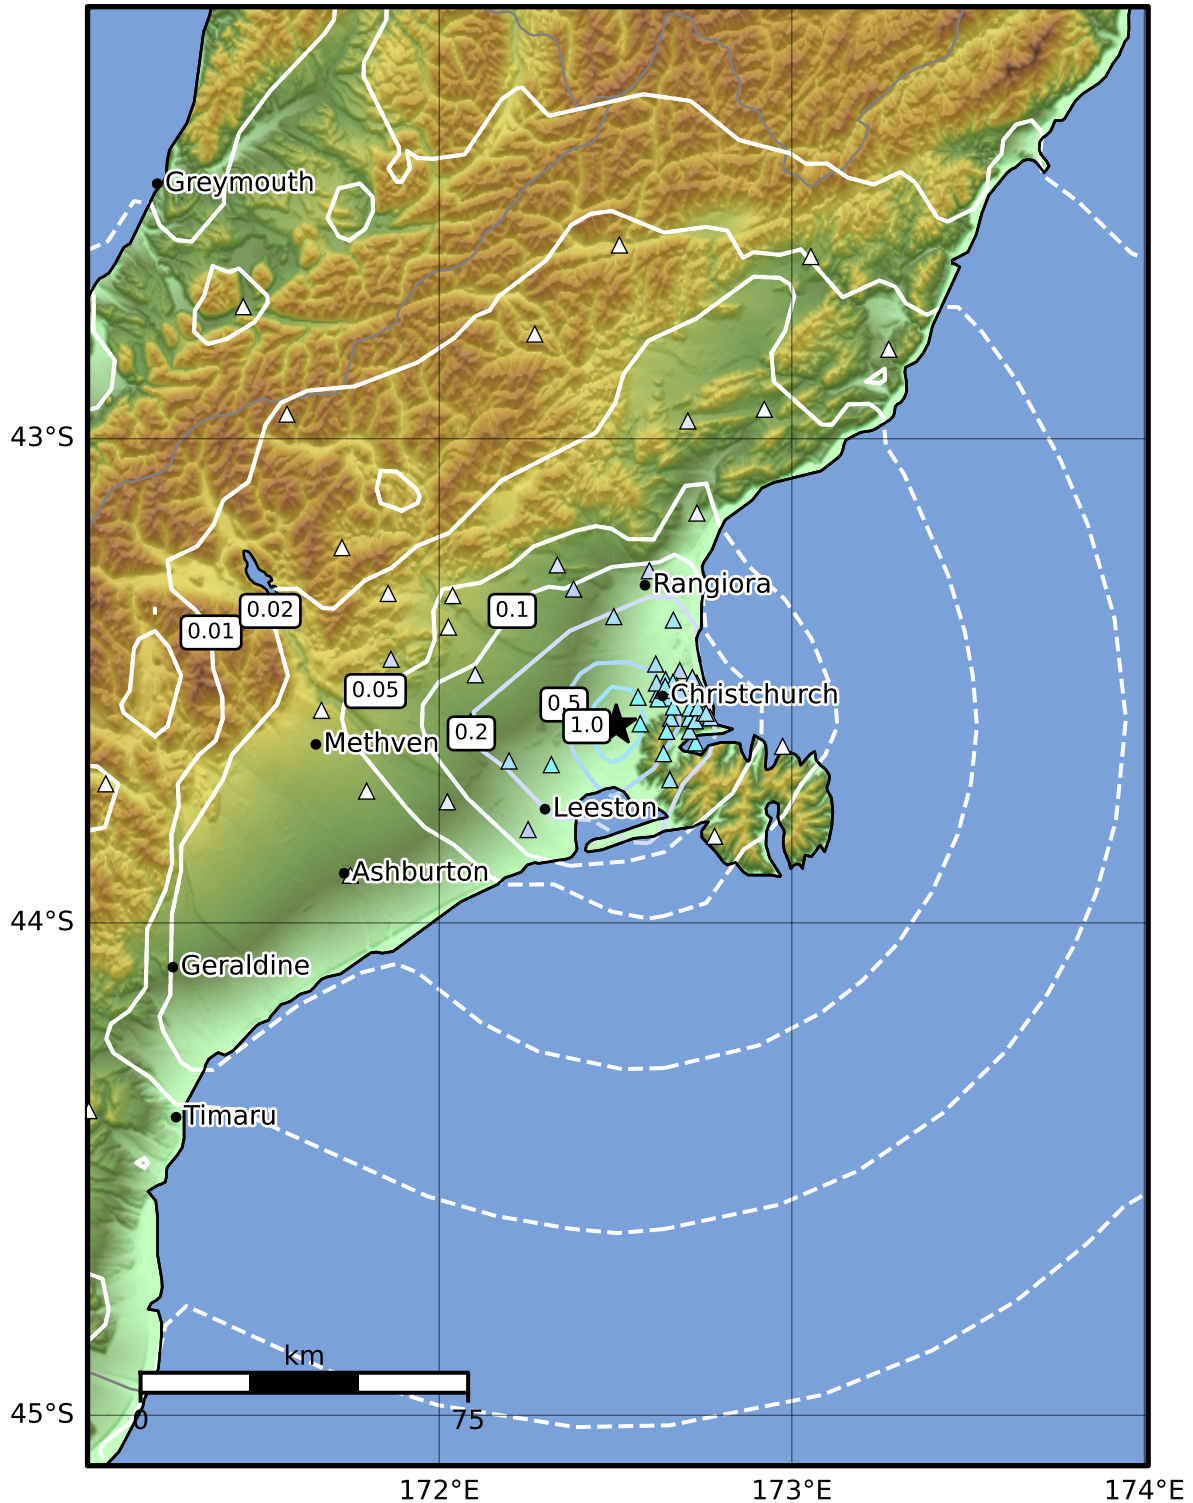 Greymouth
43°S
Rangiora
0.02
0.1
0.01
0.05
Christchurch
0.5
1.0
0.2
Methven
Leeston
Ashburton
44°S
Geraldine
Timaru
km
0
75
45°S
172°E
173°E
174°E